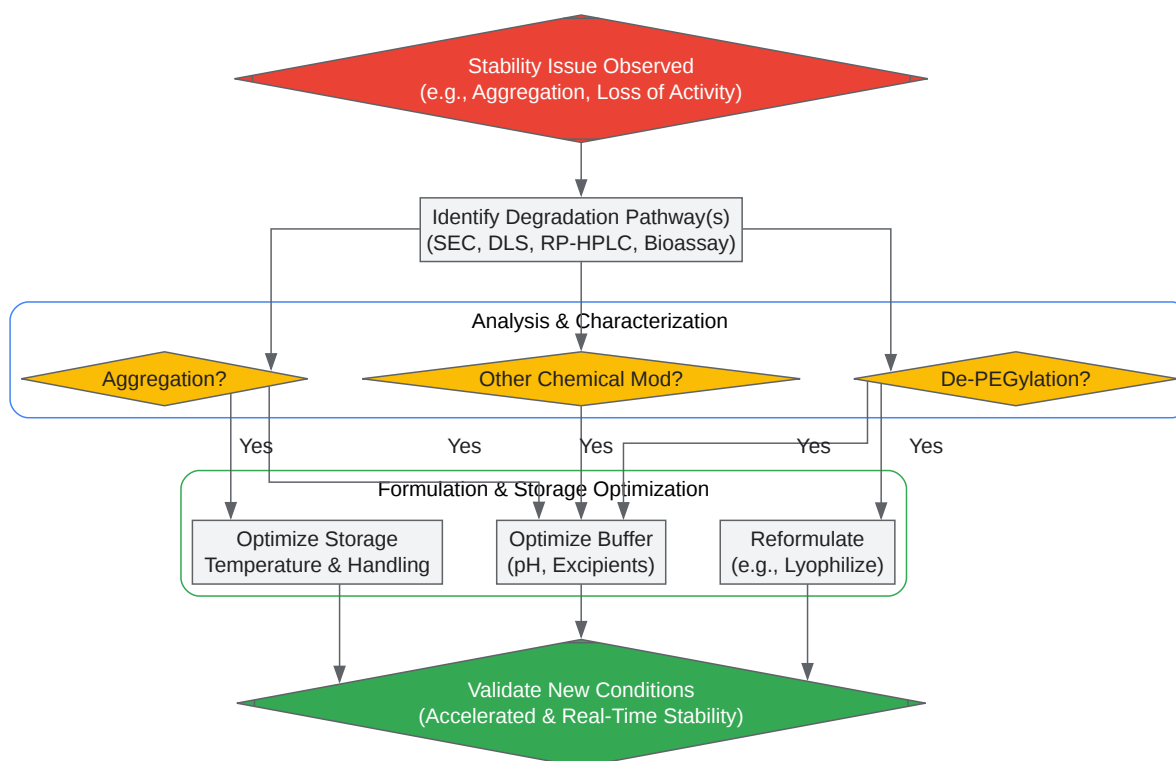 Stability Issue Observed
(e.g., Aggregation, Loss of Activity)
Identify Degradation Pathway(s)
(SEC, DLS, RP-HPLC, Bioassay)
Analysis & Characterization
Aggregation?
Other Chemical Mod?
De-PEGylation?
Yes
Yes
Yes
Yes
Yes
Formulation & Storage Optimization
Optimize Storage
Temperature & Handling
Optimize Buffer
(pH, Excipients)
Reformulate
(e.g., Lyophilize)
Validate New Conditions
(Accelerated & Real-Time Stability)